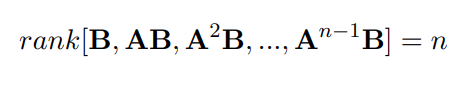 rank[B, AB, A²B, ..., Aⁿ⁻¹B] = n